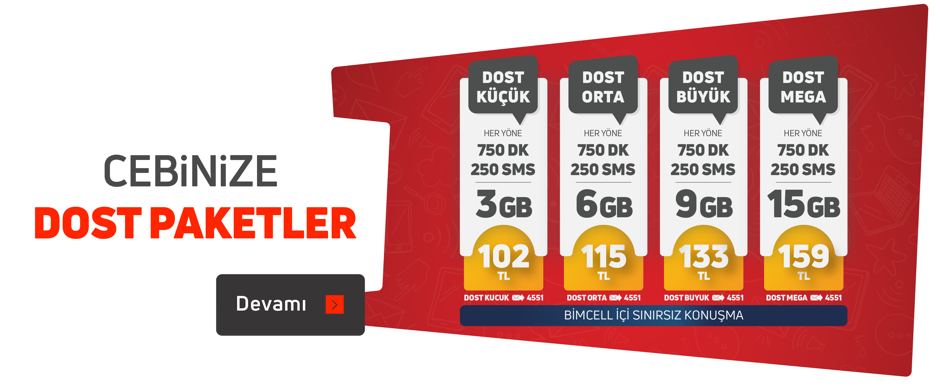 CEBiNiZE
DOST PAKETLER
Devamı
DOST
KÜÇÜK
HER YÖNE
750 DK
250 SMS
3GB
102
TL
DOST KUCUK 4551
DOST
ORTA
HER YÖNE
750 DK
250 SMS
6GB
115
TL
DOST ORTA 4551
DOST
BÜYÜK
HER YÖNE
750 DK
250 SMS
9GB
133
TL
DOST BUYUK 4551
DOST
MEGA
HER YÖNE
750 DK
250 SMS
15GB
159
TL
DOST MEGA 4551
BİMCELL İÇİ SINIRSIZ KONUŞMA